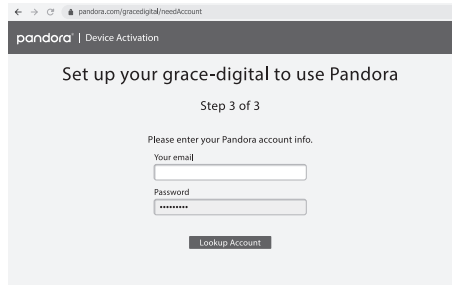 pandora.com/gracedigital/needAccount
pandora® | Device Activation
Set up your grace-digital to use Pandora
Step 3 of 3
Please enter your Pandora account info.
Your email
Password
•••••••••
Lookup Account